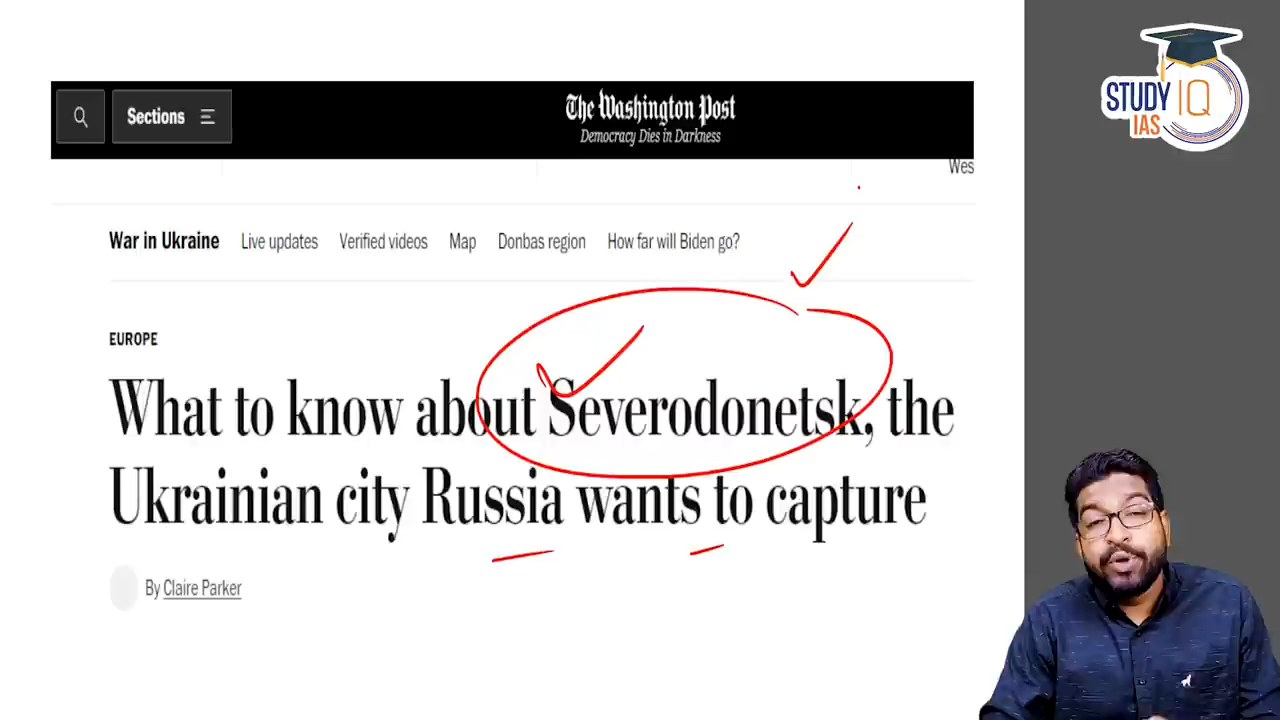 Sections
The Washington Post
Democracy Dies in Darkness
STUDY IQ
IAS
Wes
War in Ukraine Live updates Verified videos Map Donbas region How far will Biden go?
EUROPE
What to know about Severodonetsk, the
Ukrainian city Russia wants to capture
By Claire Parker